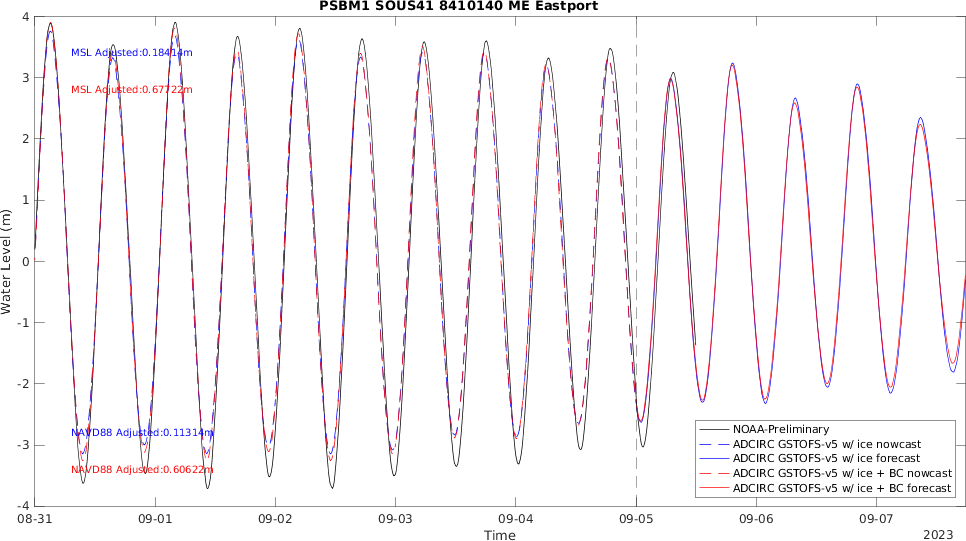 PSBM1 SOUS41 8410140 ME Eastport
4
3
2
1
0
-1
-2
-3
-4
Water Level (m)
MSL Adjusted:0.18414m
MSL Adjusted:0.67722m
NAVD88 Adjusted:0.11314m
NAVD88 Adjusted:0.60622m
NOAA-Preliminary
ADCIRC GSTOFS-v5 w/ ice nowcast
ADCIRC GSTOFS-v5 w/ ice forecast
ADCIRC GSTOFS-v5 w/ ice + BC nowcast
ADCIRC GSTOFS-v5 w/ ice + BC forecast
08-31 09-01 09-02 09-03 09-04 09-05 09-06 09-07
Time
2023